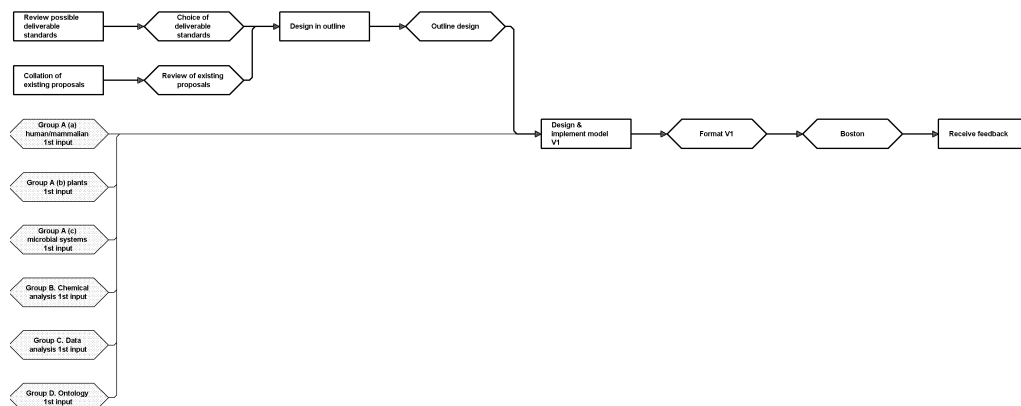 Review possible
deliverable
standards
Choice of
deliverable
standards
Design in outline
Outline design
Collation of
existing proposals
Review of existing
proposals
Group A (a)
human/mammalian
1st input
Design &
implement model
V1
Format V1
Boston
Receive feedback
Group A (b) plants
1st input
Group A (c)
microbial systems
1st input
Group B. Chemical
analysis 1st input
Group C. Data
analysis 1st input
Group D. Ontology
1st input